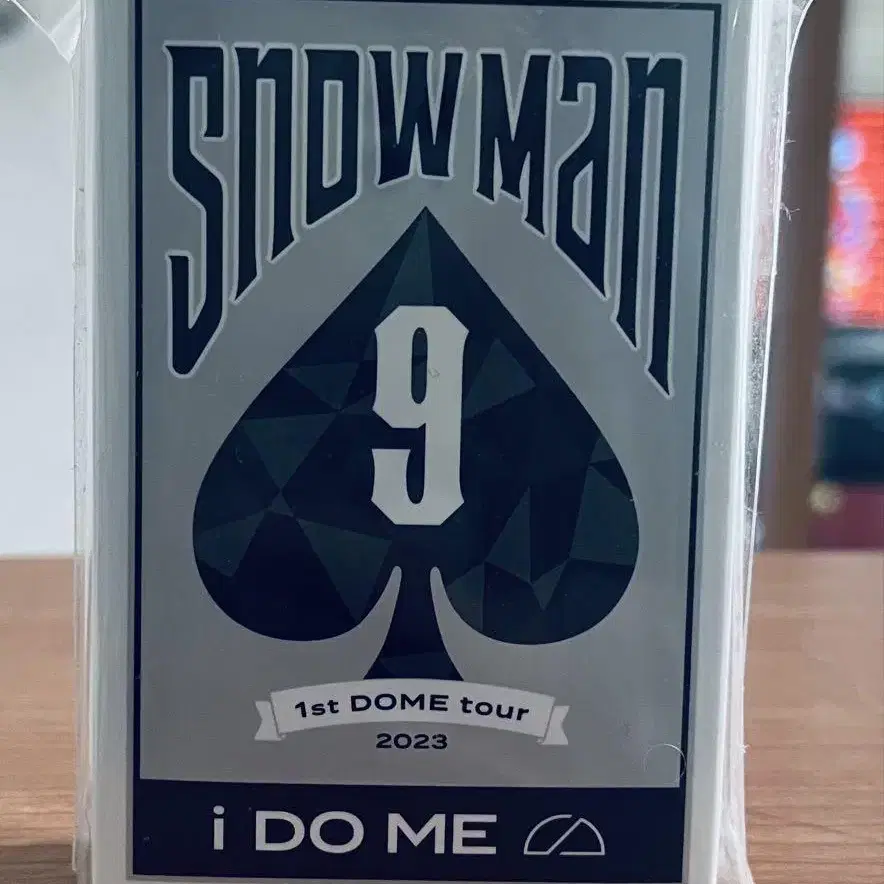 Snow Man
9
1st DOME tour
2023
i DO ME